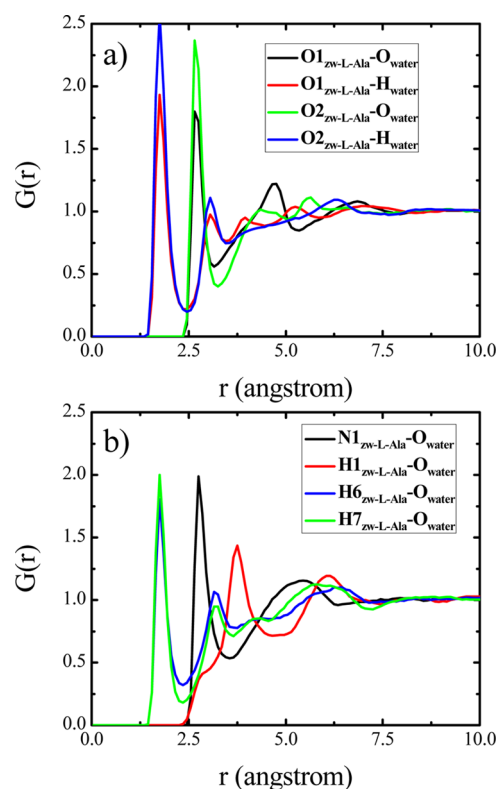 a)
O1zw-L-Ala-Owater
O1zw-L-Ala-Hwater
O2zw-L-Ala-Owater
O2zw-L-Ala-Hwater
G(r)
2.5
2.0
1.5
1.0
0.5
0.0
0.0 2.5 5.0 7.5 10.0
r (angstrom)
b)
N1zw-L-Ala-Owater
H1zw-L-Ala-Owater
H6zw-L-Ala-Owater
H7zw-L-Ala-Owater
G(r)
2.5
2.0
1.5
1.0
0.5
0.0
0.0 2.5 5.0 7.5 10.0
r (angstrom)